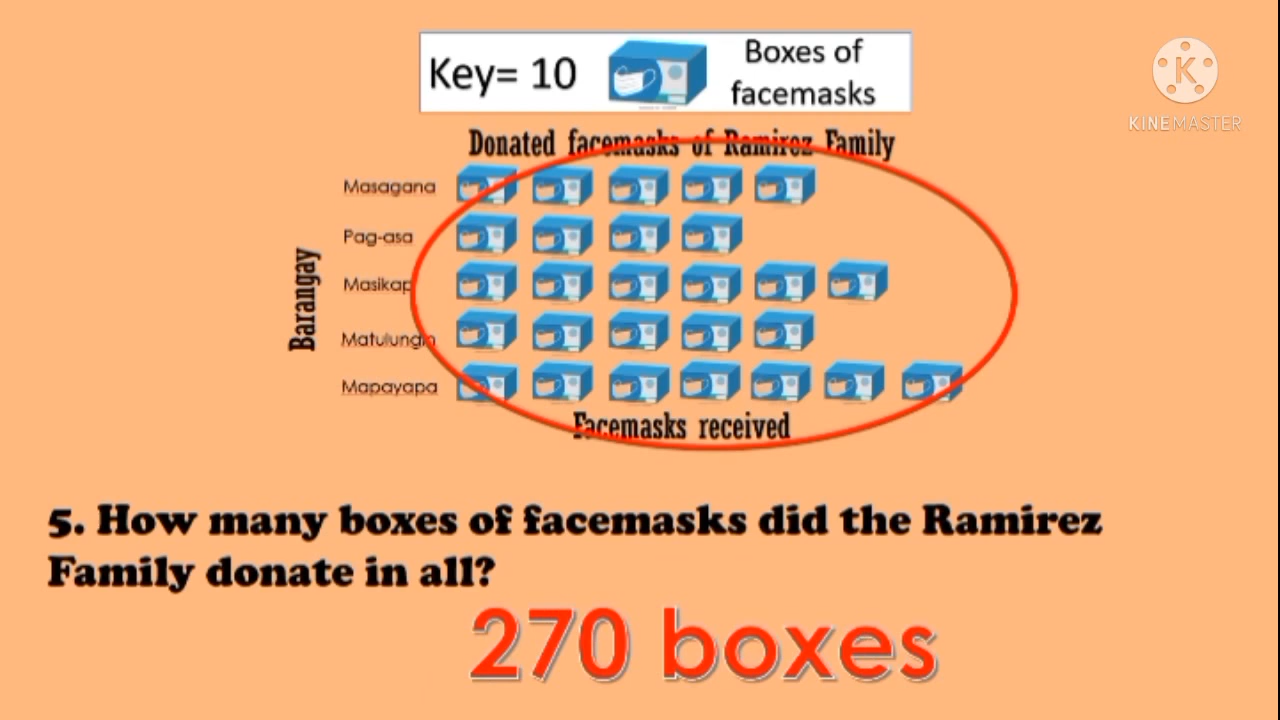 Key= 10
Boxes of
facemasks
KINEMASTER
Donated facemasks of Ramirez Family
Masagana
Pag-asa
Masikap
Matulungin
Mapayapa
Barangay
Facemasks received
5. How many boxes of facemasks did the Ramirez
Family donate in all?
270 boxes